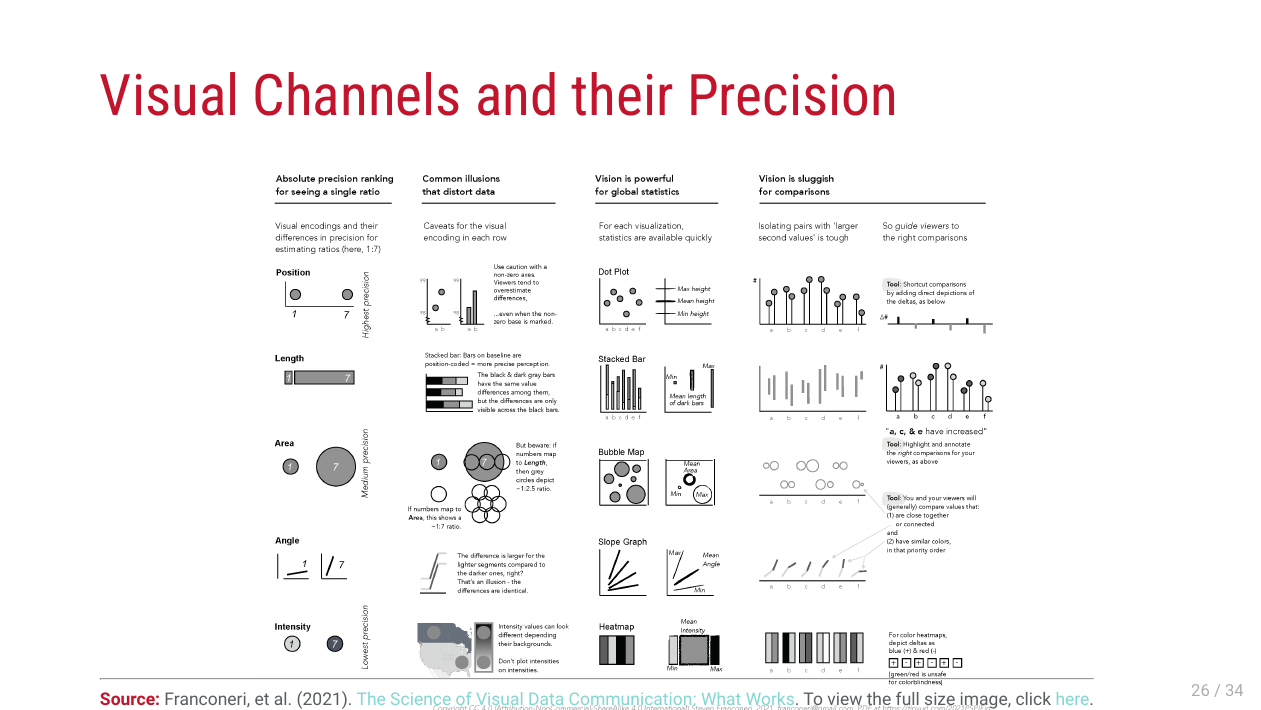 Visual Channels and their Precision
Absolute precision ranking
for seeing a single ratio
Visual encodings and their
differences in precision for
estimating ratios (here, 1:7)
Position
1
7
Highest precision
Length
1
7
Area
1
7
Medium precision
Angle
1
7
Intensity
1
7
Lowest precision
Common illusions
that distort data
Caveats for the visual
encoding in each row
99
98
a b
99
98
a b
Use caution with a
non-zero axes.
Viewers tend to
overestimate
differences,
...even when the non-
zero base is marked.
Stacked bar: Bars on baseline are
position-coded = more precise perception.
The black & dark gray bars
have the same value
differences among them,
but the differences are only
visible across the black bars.
1
7
But beware: if
numbers map
to Length,
then grey
circles depict
~1:2.5 ratio.
If numbers map to
Area, this shows a
~1:7 ratio.
The difference is larger for the
lighter segments compared to
the darker ones, right?
That's an illusion - the
differences are identical.
Intensity values can look
different depending
their backgrounds.
Don't plot intensities
on intensities.
Vision is powerful
for global statistics
For each visualization,
statistics are available quickly
Dot Plot
a b c d e f
Max height
Mean height
Min height
Stacked Bar
a b c d e f
Min
Max
Mean length
of dark bars
Bubble Map
Mean
Area
Min
Max
Slope Graph
Max
Mean
Angle
Min
Heatmap
Mean
Intensity
Min
Max
Vision is sluggish
for comparisons
Isolating pairs with 'larger
second values' is tough
#
a b c d e f
a b c d e f
a b c d e f
a b c d e f
a b c d e f
So guide viewers to
the right comparisons
Tool: Shortcut comparisons
by adding direct depictions of
the deltas, as below
Δ#
#
a b c d e f
"a, c, & e have increased"
Tool: Highlight and annotate
the right comparisons for your
viewers, as above
Tool: You and your viewers will
(generally) compare values that:
(1) are close together
or connected
and
(2) have similar colors,
in that priority order
For color heatmaps,
depict deltas as
blue (+) & red (-)
+ - + - + -
(green/red is unsafe
for colorblindness)
Source: Franconeri, et al. (2021). The Science of Visual Data Communication: What Works. To view the full size image, click here.
26 / 34